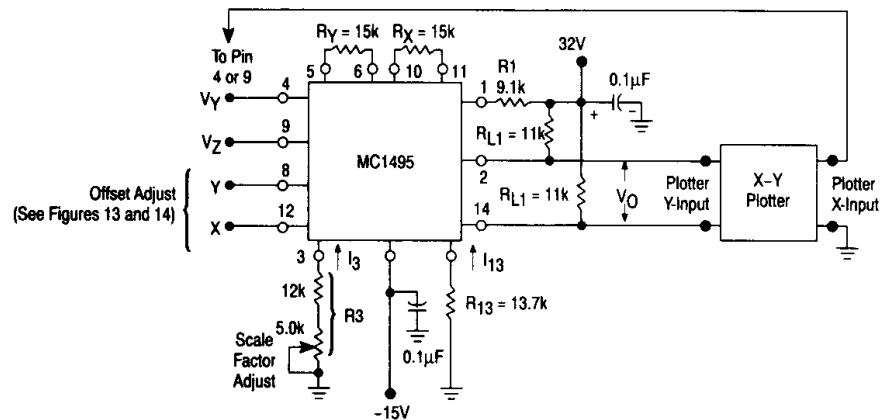 To Pin
4 or 9
RY = 15k
RX = 15k
5
6
10
11
32V
0.1µF
+
–
VY
4
VZ
9
Y
8
X
12
Offset Adjust
(See Figures 13 and 14)
MC1495
1
R1
9.1k
RL1 = 11k
2
RL1 = 11k
14
VO
Plotter
Y-Input
X–Y
Plotter
Plotter
X-Input
3
I3
I13
12k
5.0k
R3
Scale
Factor
Adjust
0.1µF
R13 = 13.7k
–15V